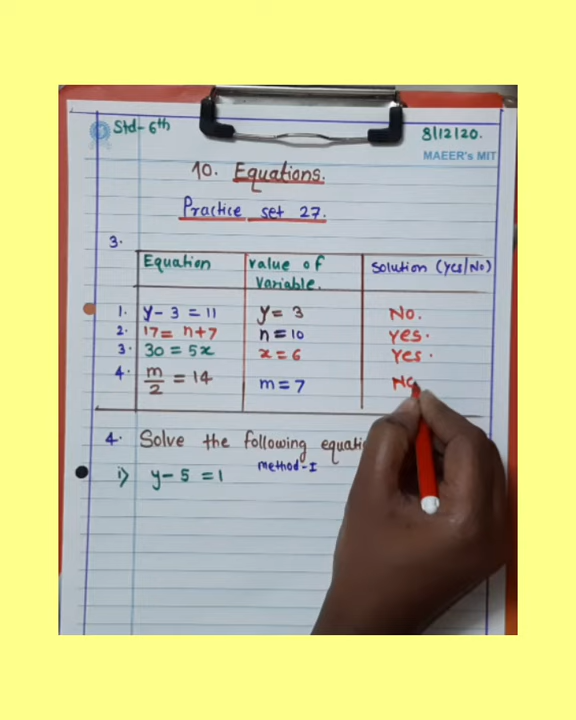 Std- 6th
8/12/20.
MAEER's MIT
10. Equations.
Practice set 27.
3.
Equation value of Variable. Solution (Yes/No)
1. y - 3 = 11 y = 3 No.
2. 17 = n+7 n = 10 yes.
3. 30 = 5x x = 6 Yes.
4. m/2 = 14 m = 7 No
4. Solve the following equati
method-I
i) y - 5 = 1